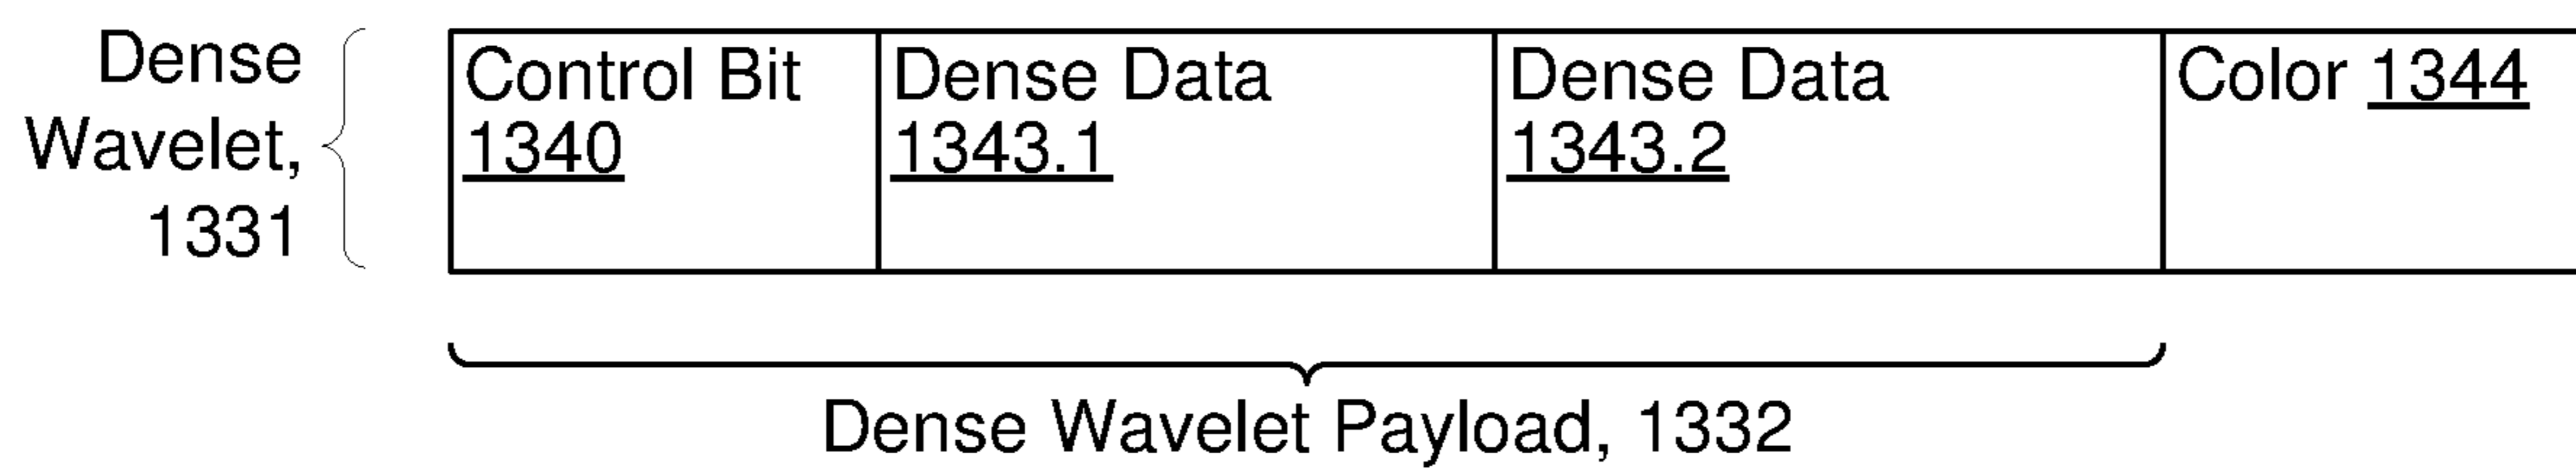 Dense
Wavelet,
1331
Control Bit
1340
Dense Data
1343.1
Dense Data
1343.2
Color 1344
Dense Wavelet Payload, 1332